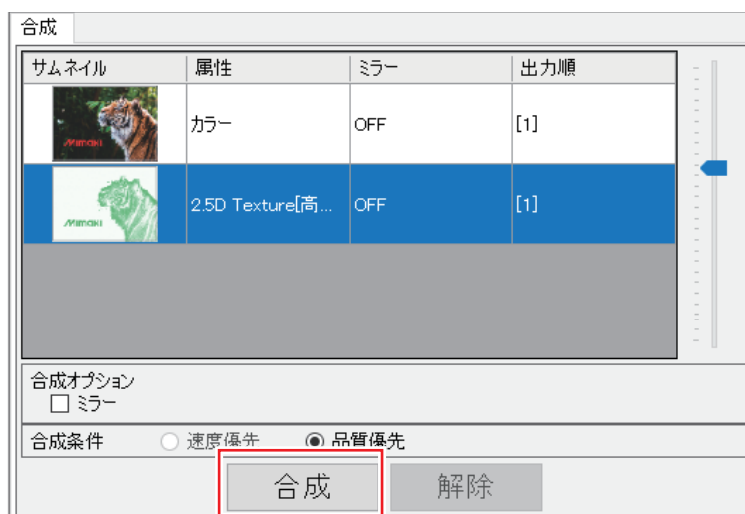 合成
サムネイル 属性 ミラー 出力順
Mimaki
カラー OFF [1]
Mimaki
2.5D Texture[高... OFF [1]
合成オプション
ミラー
合成条件 速度優先 品質優先
合成 解除